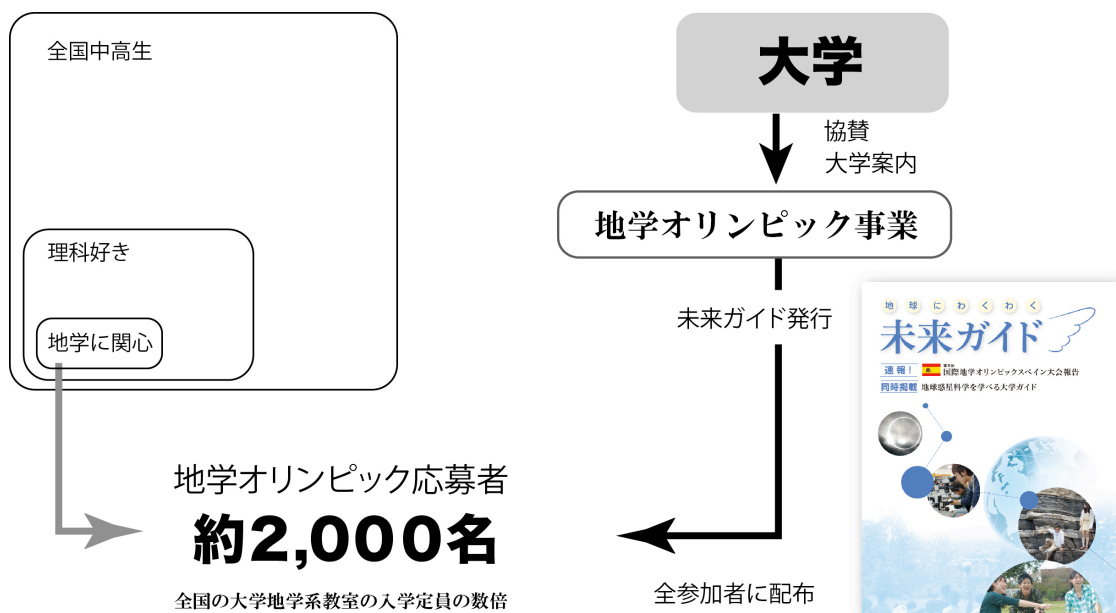 全国中高生
理科好き
地学に関心
地学オリンピック応募者
約2,000名
全国の大学地学系教室の入学定員の数倍
大学
協賛
大学案内
地学オリンピック事業
未来ガイド発行
全参加者に配布
地球にわくわく
未来ガイド
速報!
国際地学オリンピックスペイン大会報告
同時掲載 地球惑星科学を学べる大学ガイド